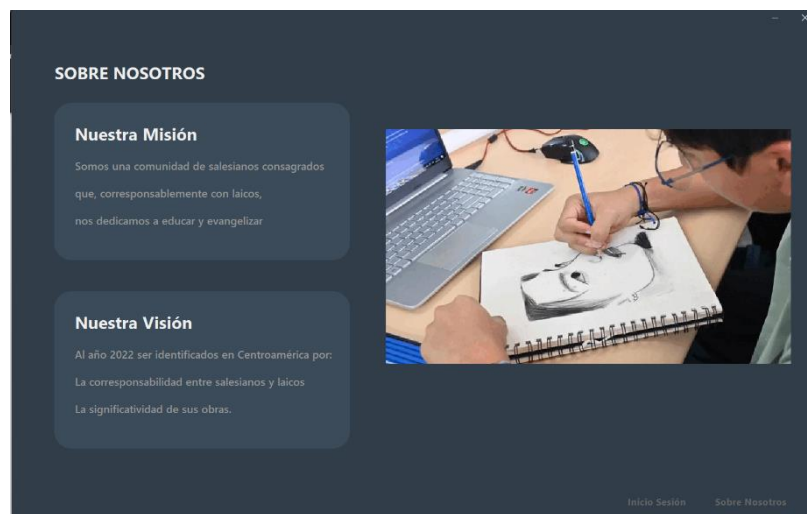 SOBRE NOSOTROS
Nuestra Misión
Somos una comunidad de salesianos consagrados
que, corresponsablemente con laicos,
nos dedicamos a educar y evangelizar
Nuestra Visión
Al año 2022 ser identificados en Centroamérica por:
La corresponsabilidad entre salesianos y laicos
La significatividad de sus obras.
Inicio Sesión
Sobre Nosotros